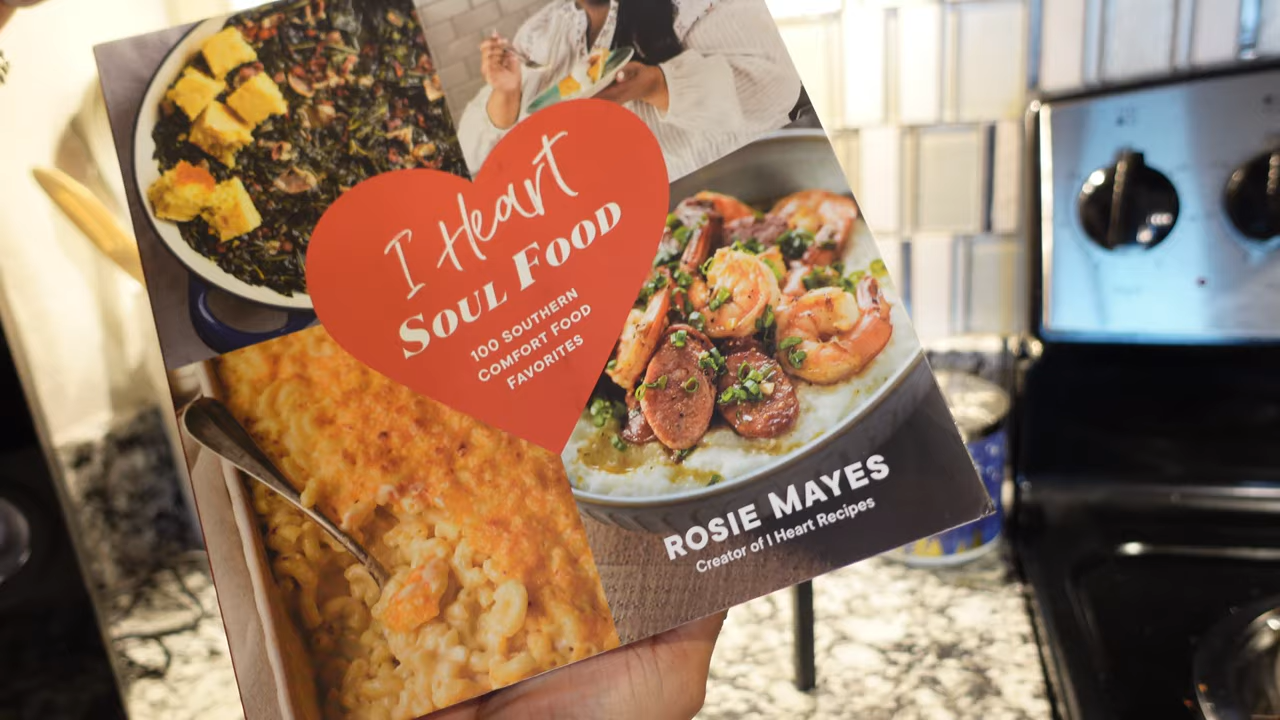 I Heart
SOUL FOOD
100 SOUTHERN
COMFORT FOOD
FAVORITES
ROSIE MAYES
Creator of I Heart Recipes